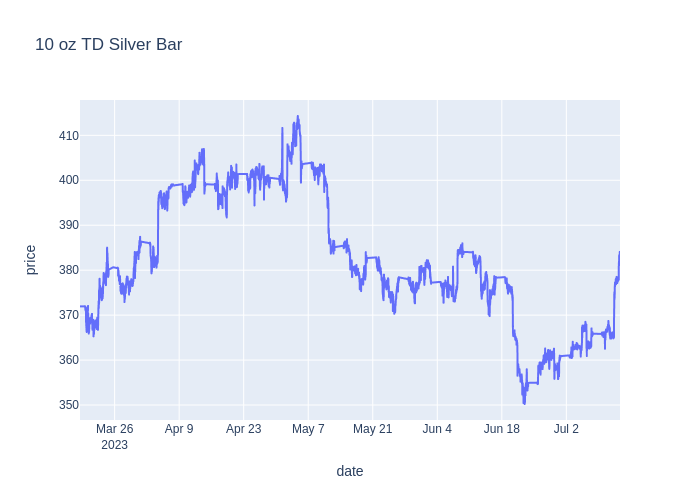 10 oz TD Silver Bar
price
410
400
390
380
370
360
350
Mar 26
2023
Apr 9
Apr 23
May 7
May 21
Jun 4
Jun 18
Jul 2
date